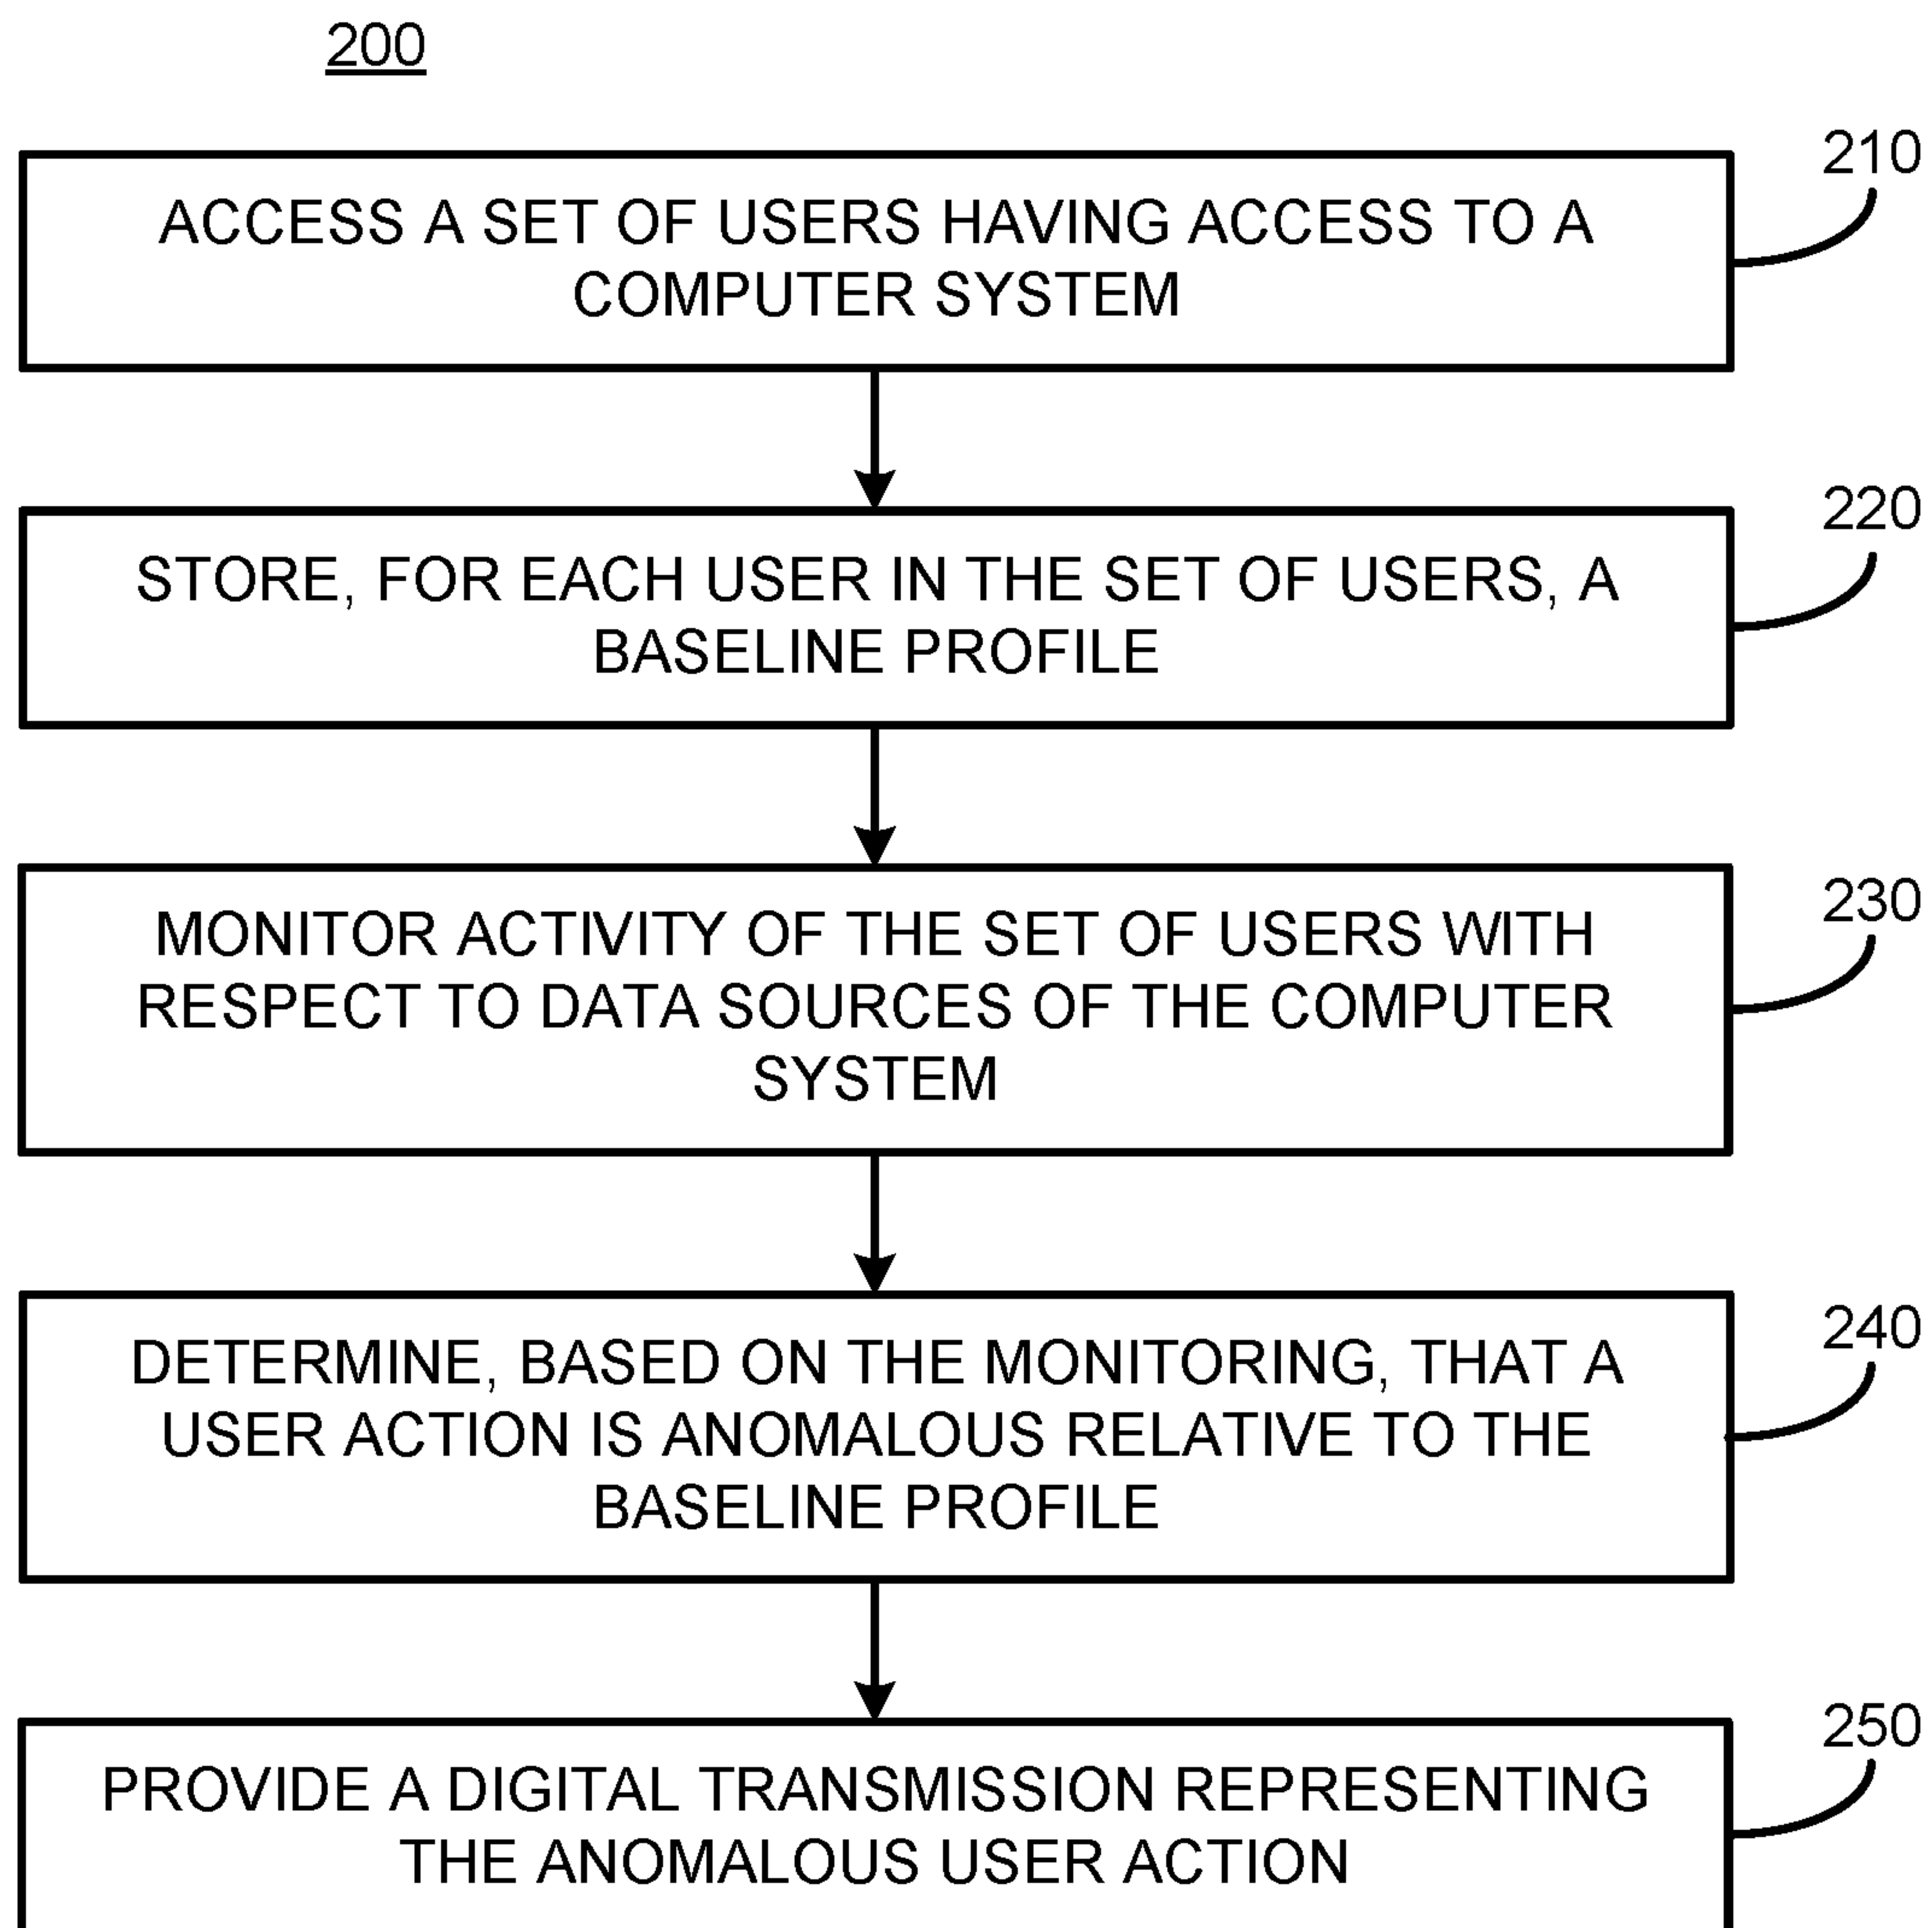 200
210
ACCESS A SET OF USERS HAVING ACCESS TO A
COMPUTER SYSTEM
220
STORE, FOR EACH USER IN THE SET OF USERS, A
BASELINE PROFILE
230
MONITOR ACTIVITY OF THE SET OF USERS WITH
RESPECT TO DATA SOURCES OF THE COMPUTER
SYSTEM
240
DETERMINE, BASED ON THE MONITORING, THAT A
USER ACTION IS ANOMALOUS RELATIVE TO THE
BASELINE PROFILE
250
PROVIDE A DIGITAL TRANSMISSION REPRESENTING
THE ANOMALOUS USER ACTION